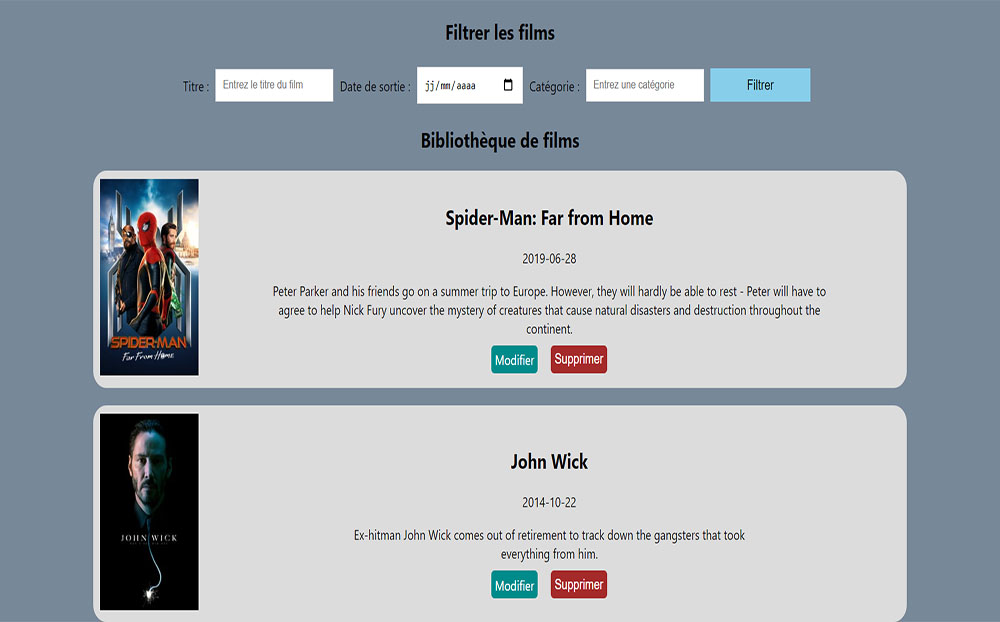 Filtrer les films
Titre : Entrez le titre du film Date de sortie : jj/mm/aaaa Catégorie : Entrez une catégorie Filtrer
Bibliothèque de films
SPIDER-MAN
Far From Home
Spider-Man: Far from Home
2019-06-28
Peter Parker and his friends go on a summer trip to Europe. However, they will hardly be able to rest - Peter will have to
agree to help Nick Fury uncover the mystery of creatures that cause natural disasters and destruction throughout the
continent.
Modifier Supprimer
JOHN WICK
John Wick
2014-10-22
Ex-hitman John Wick comes out of retirement to track down the gangsters that took
everything from him.
Modifier Supprimer